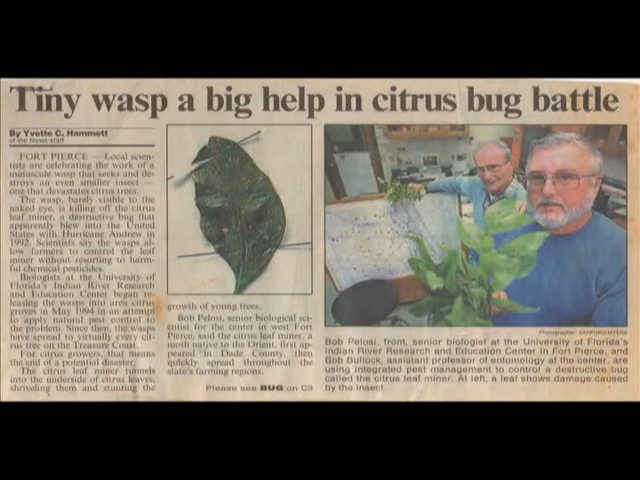 Tiny wasp a big help in citrus bug battle
By Yvette C. Hammett
of the News staff
FORT PIERCE — Local scien-
tists are celebrating the work of a
minuscule wasp that seeks and de-
stroys an even smaller insect —
one that devastates citrus trees.
The wasp, barely visible to the
naked eye, is killing off the citrus
leaf miner, a destructive bug that
apparently blew into the United
States with Hurricane Andrew in
1992. Scientists say the wasps al-
low farmers to control the leaf
miner without resorting to harm-
ful chemical pesticides.
Biologists at the University of
Florida's Indian River Research
and Education Center began re-
leasing the wasps into area citrus
groves in May 1994 in an attempt
to apply natural pest control to
the problem. Since then, the wasps
have spread to virtually every cit-
rus tree on the Treasure Coast.
For citrus growers, that means
the end of a potential disaster.
The citrus leaf miner tunnels
into the underside of citrus leaves,
shriveling them and stunting the
growth of young trees.
Bob Pelosi, senior biological sci-
entist for the center in west Fort
Pierce, said the citrus leaf miner, a
moth native to the Orient, first ap-
peared in Dade County, then
quickly spread throughout the
state's farming regions.
Please see BUG on C3
Photographer: SANFORD MYERS
Bob Pelosi, front, senior biologist at the University of Florida's
Indian River Research and Education Center in Fort Pierce, and
Bob Bullock, assistant professor of entomology at the center, are
using integrated pest management to control a destructive bug
called the citrus leaf miner. At left, a leaf shows damage caused
by the insect.